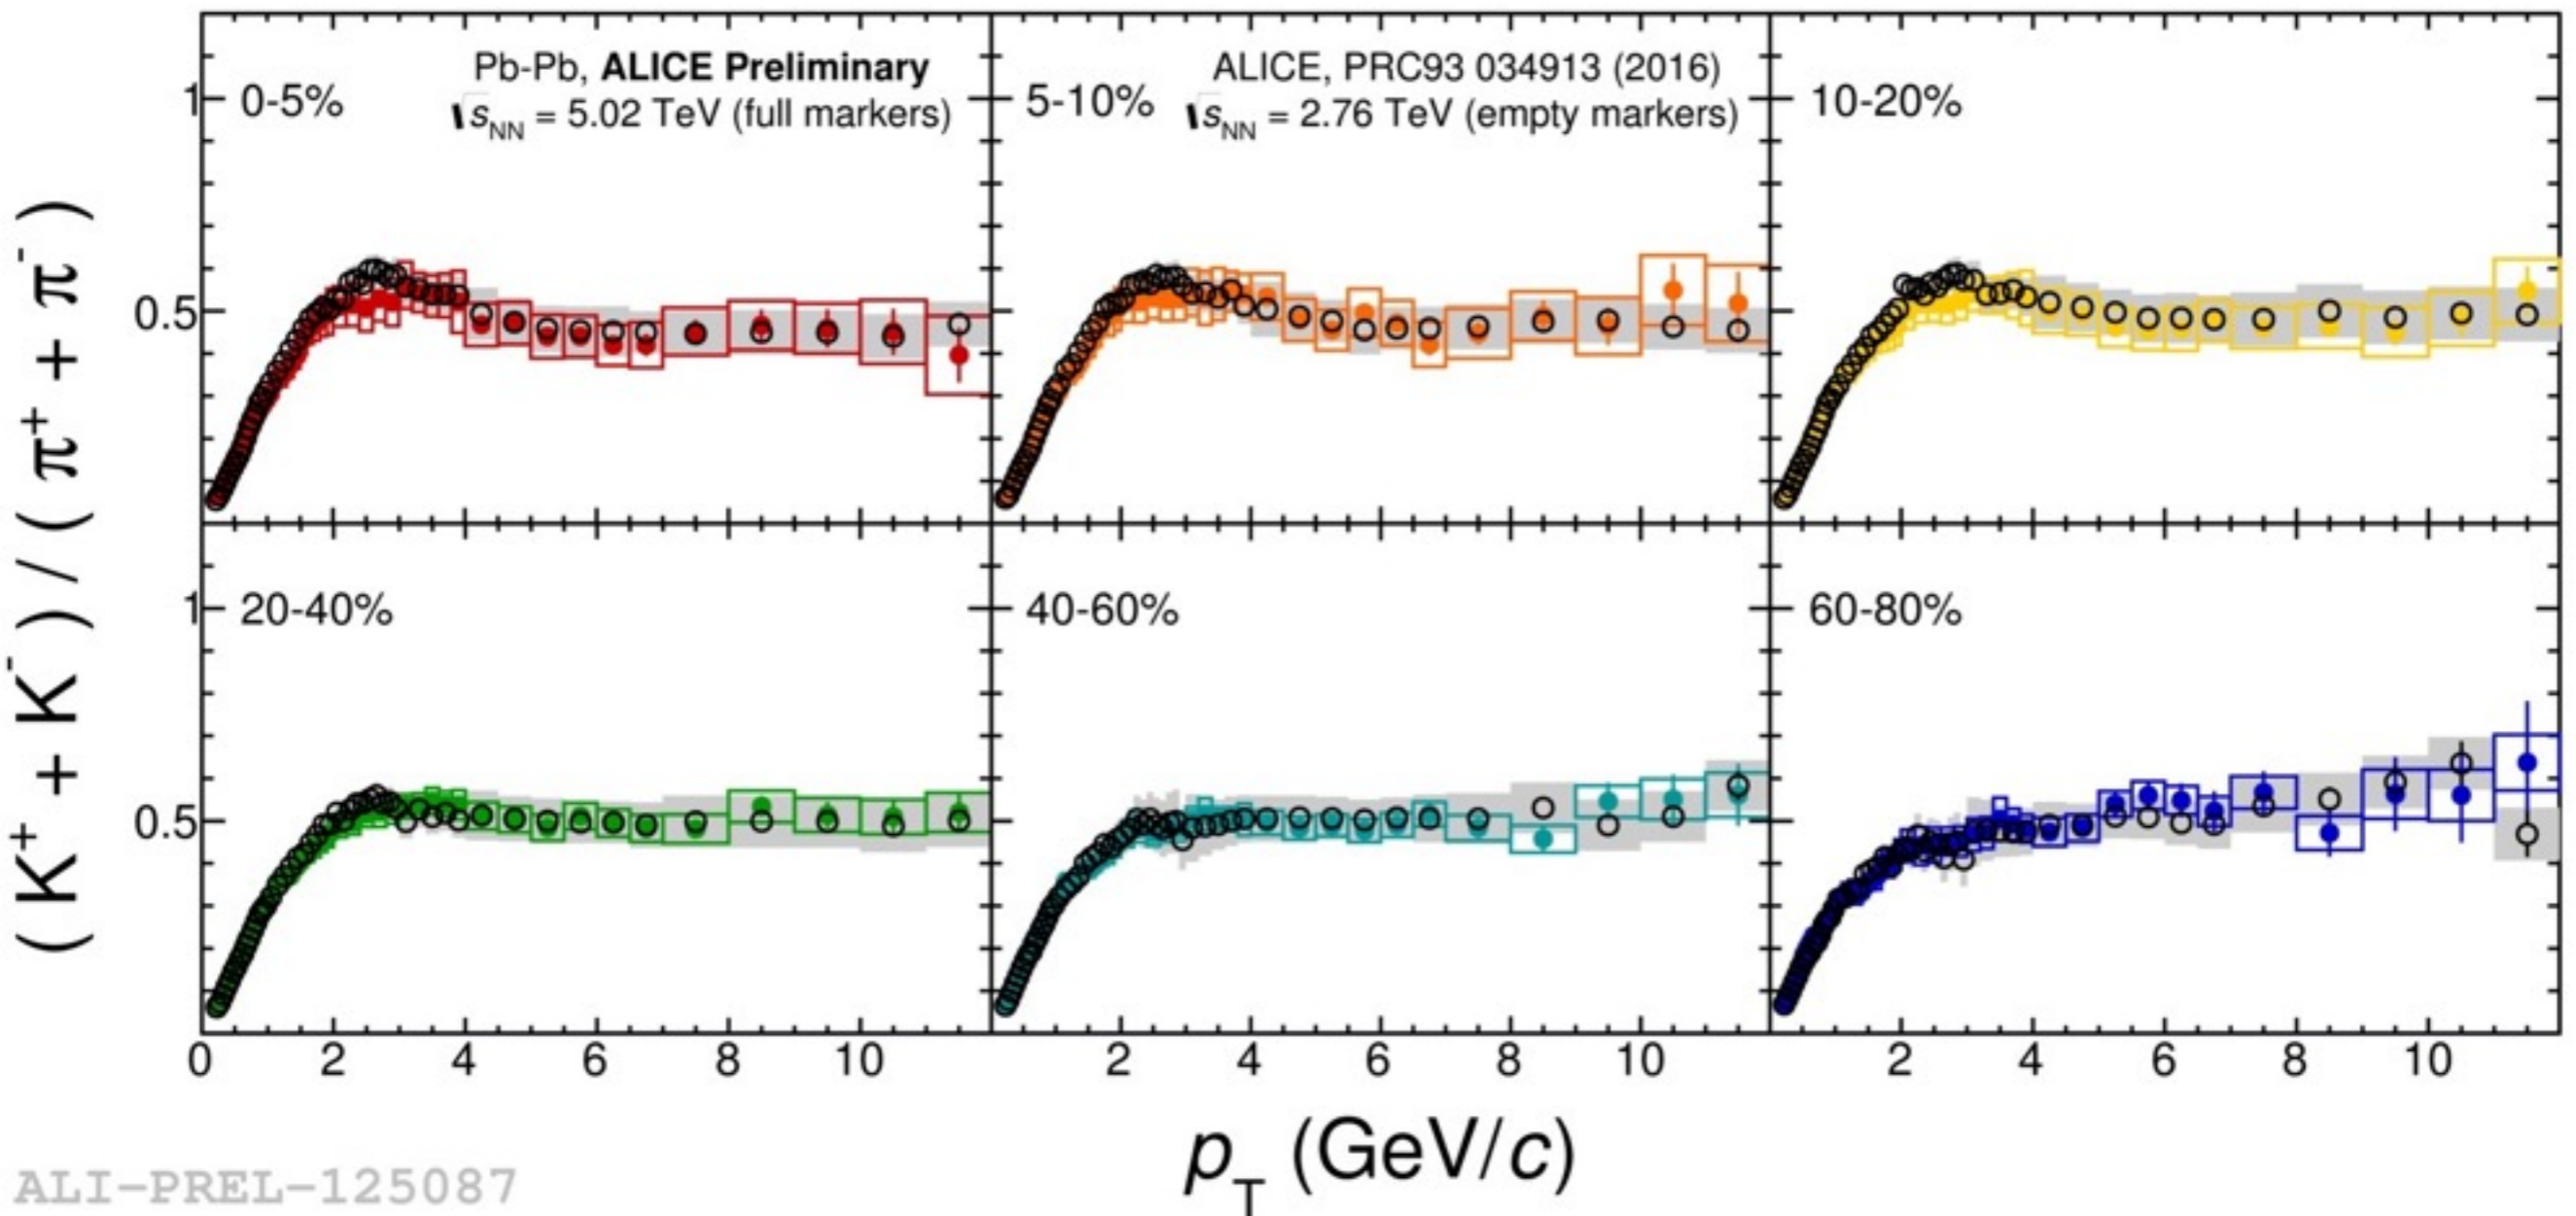 ( K⁺ + K⁻ ) / ( π⁺ + π⁻ )
Pb-Pb, ALICE Preliminary
√sNN = 5.02 TeV (full markers)
ALICE, PRC93 034913 (2016)
√sNN = 2.76 TeV (empty markers)
1
0-5%
5-10%
10-20%
0.5
1
20-40%
40-60%
60-80%
0.5
0 2 4 6 8 10
2 4 6 8 10
2 4 6 8 10
pT (GeV/c)
ALI-PREL-125087